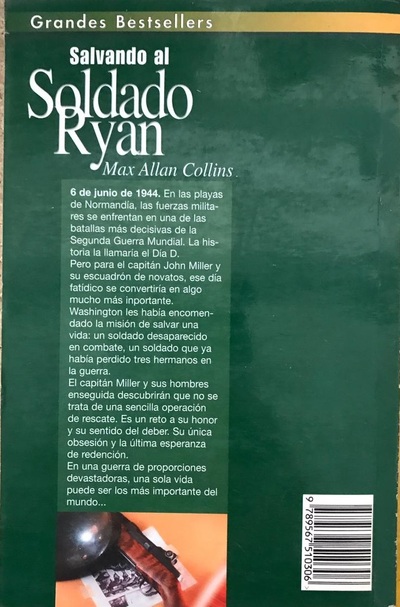 Grandes Bestsellers
Salvando al
Soldado
Ryan
Max Allan Collins
6 de junio de 1944. En las playas
de Normandía, las fuerzas milita-
res se enfrentan en una de las
batallas más decisivas de la
Segunda Guerra Mundial. La his-
toria la llamaría el Día D.
Pero para el capitán John Miller y
su escuadrón de novatos, ese día
fatídico se convertiría en algo
mucho más inportante.
Washington les había encomen-
dado la misión de salvar una
vida: un soldado desaparecido
en combate, un soldado que ya
había perdido tres hermanos en
la guerra.
El capitán Miller y sus hombres
enseguida descubrirán que no se
trata de una sencilla operación
de rescate. Es un reto a su honor
y su sentido del deber. Su única
obsesión y la última esperanza
de redención.
En una guerra de proporciones
devastadoras, una sola vida
puede ser los más importante del
mundo...
9 789567 510306